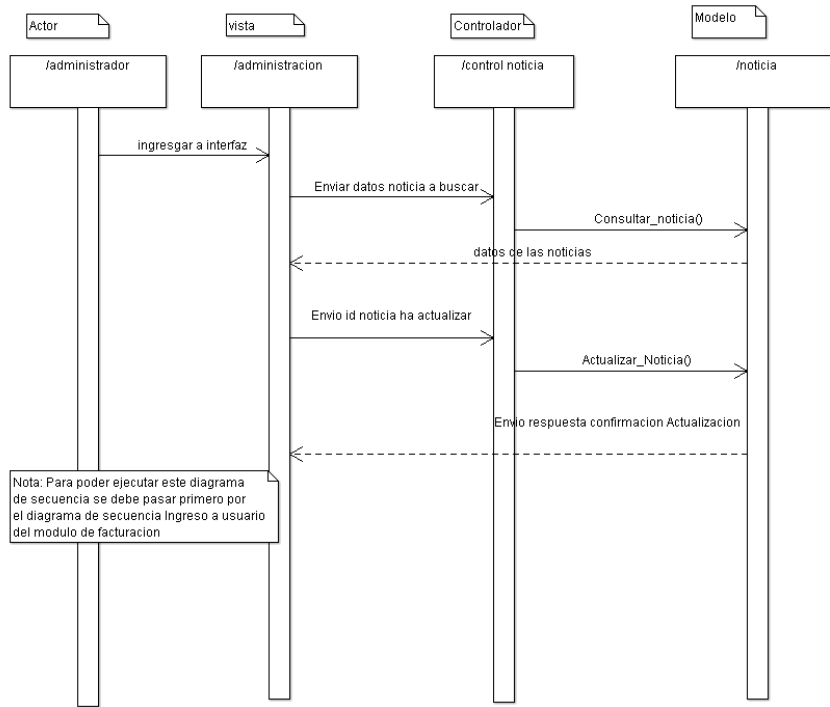 Actor
vista
Controlador
Modelo
/administrador
/administracion
/control noticia
/noticia
ingresgar a interfaz
Enviar datos noticia a buscar
Consultar_noticia()
datos de las noticias
Envio id noticia ha actualizar
Actualizar_Noticia()
Envio respuesta confirmacion Actualizacion
Nota: Para poder ejecutar este diagrama
de secuencia se debe pasar primero por
el diagrama de secuencia Ingreso a usuario
del modulo de facturacion